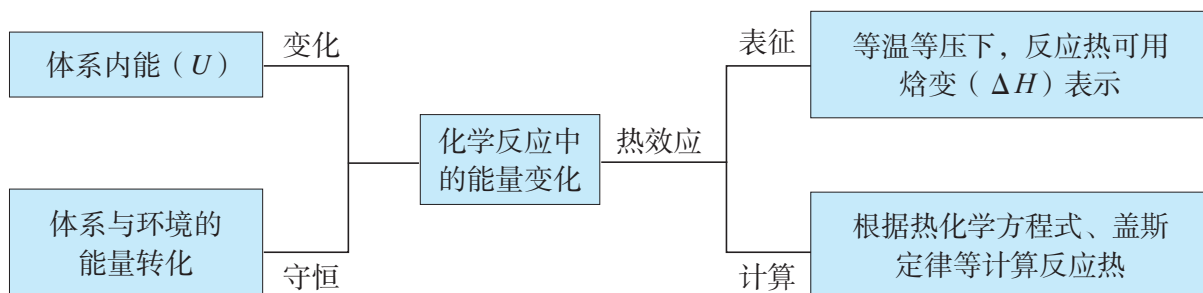 体系内能（U）
变化
体系与环境的
能量转化
守恒
化学反应中
的能量变化
热效应
表征
等温等压下，反应热可用
焓变（ΔH）表示
计算
根据热化学方程式、盖斯
定律等计算反应热